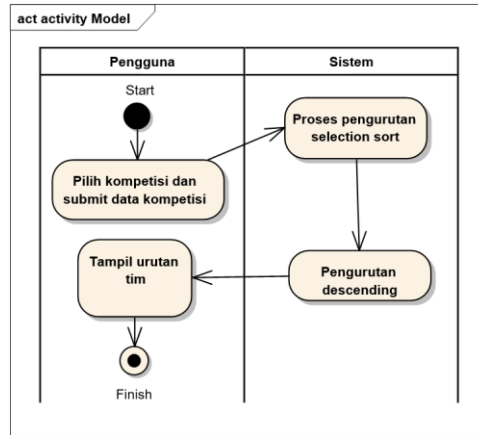 act activity Model
Pengguna
Sistem
Start
Proses pengurutan
selection sort
Pilih kompetisi dan
submit data kompetisi
Tampil urutan
tim
Pengurutan
descending
Finish